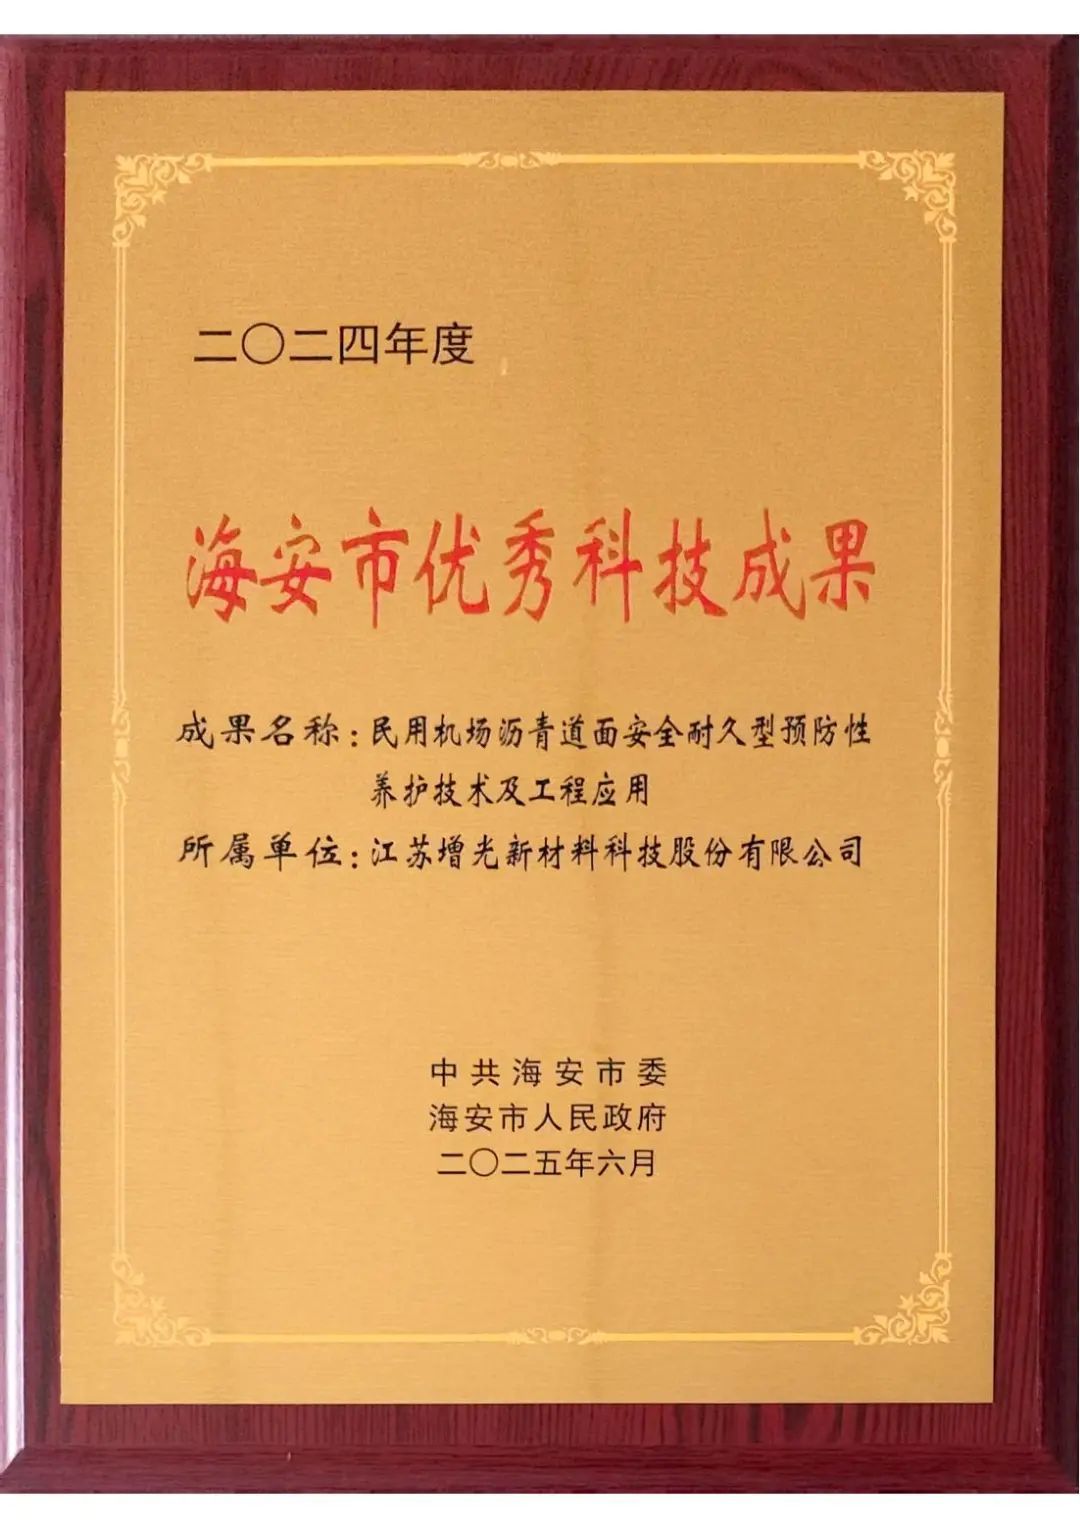 二〇二四年度
海安市优秀科技成果
成果名称：民用机场沥青道面安全耐久型预防性
养护技术及工程应用
所属单位：江苏增光新材料科技股份有限公司
中共海安市委
海安市人民政府
二〇二五年六月